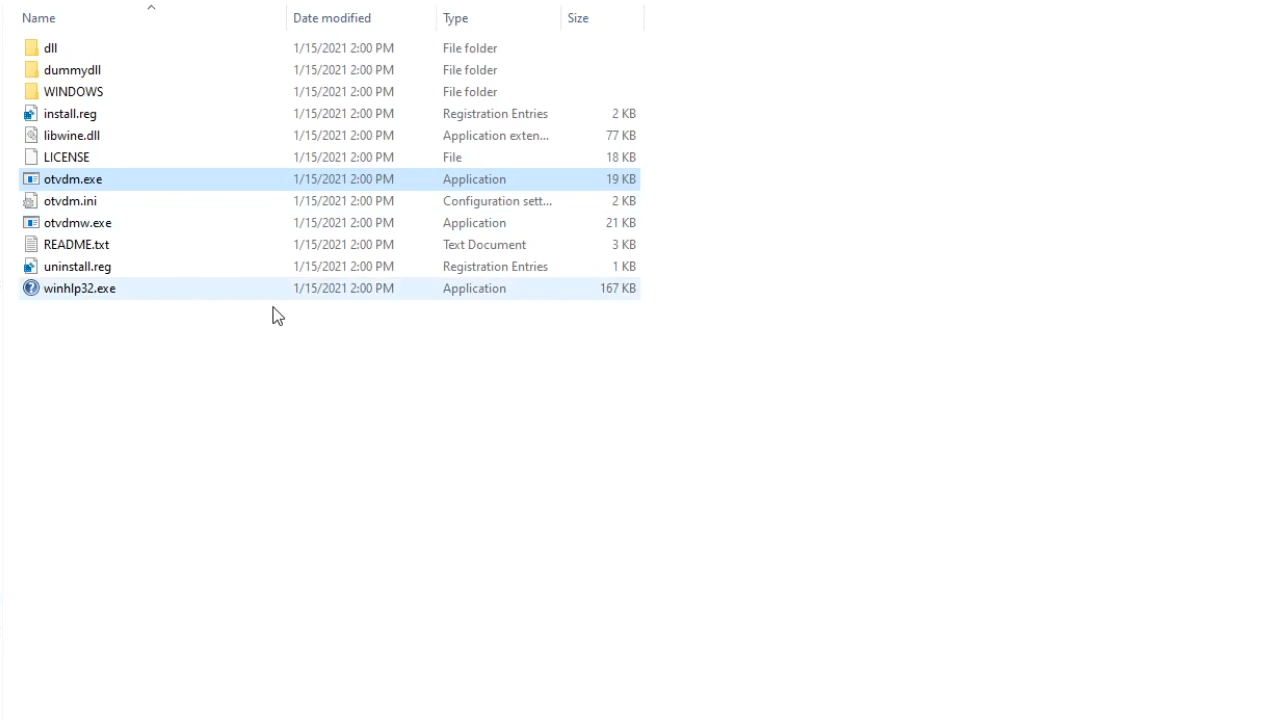 Name Date modified Type Size
dll 1/15/2021 2:00 PM File folder
dummydll 1/15/2021 2:00 PM File folder
WINDOWS 1/15/2021 2:00 PM File folder
install.reg 1/15/2021 2:00 PM Registration Entries 2 KB
libwine.dll 1/15/2021 2:00 PM Application exten... 77 KB
LICENSE 1/15/2021 2:00 PM File 18 KB
otvdm.exe 1/15/2021 2:00 PM Application 19 KB
otvdm.ini 1/15/2021 2:00 PM Configuration sett... 2 KB
otvdmw.exe 1/15/2021 2:00 PM Application 21 KB
README.txt 1/15/2021 2:00 PM Text Document 3 KB
uninstall.reg 1/15/2021 2:00 PM Registration Entries 1 KB
winhlp32.exe 1/15/2021 2:00 PM Application 167 KB